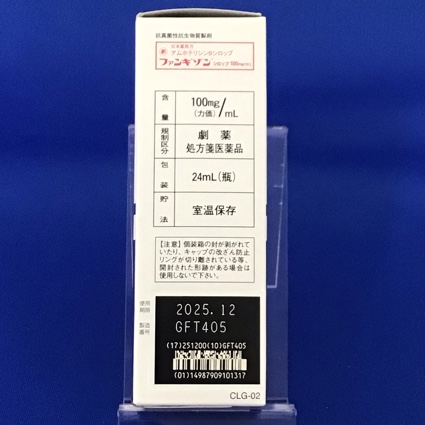 抗真菌性抗生物質製剤
日本薬局方
劇 アムホテリシンBシロップ
ファンギゾン シロップ 100mg/mL
含量 100mg(力価)/mL
規制区分 劇薬
処方箋医薬品
包装 24mL(瓶)
貯法 室温保存
【注意】個装箱の封が剥がれて
いたり、キャップの改ざん防止
リングが切り離されている等、
開封された形跡がある場合は
使用しないで下さい。
使用期限 2025.12
製造番号 GFT405
(17)251200(10)GFT405
(01)14987909101317
CLG-02